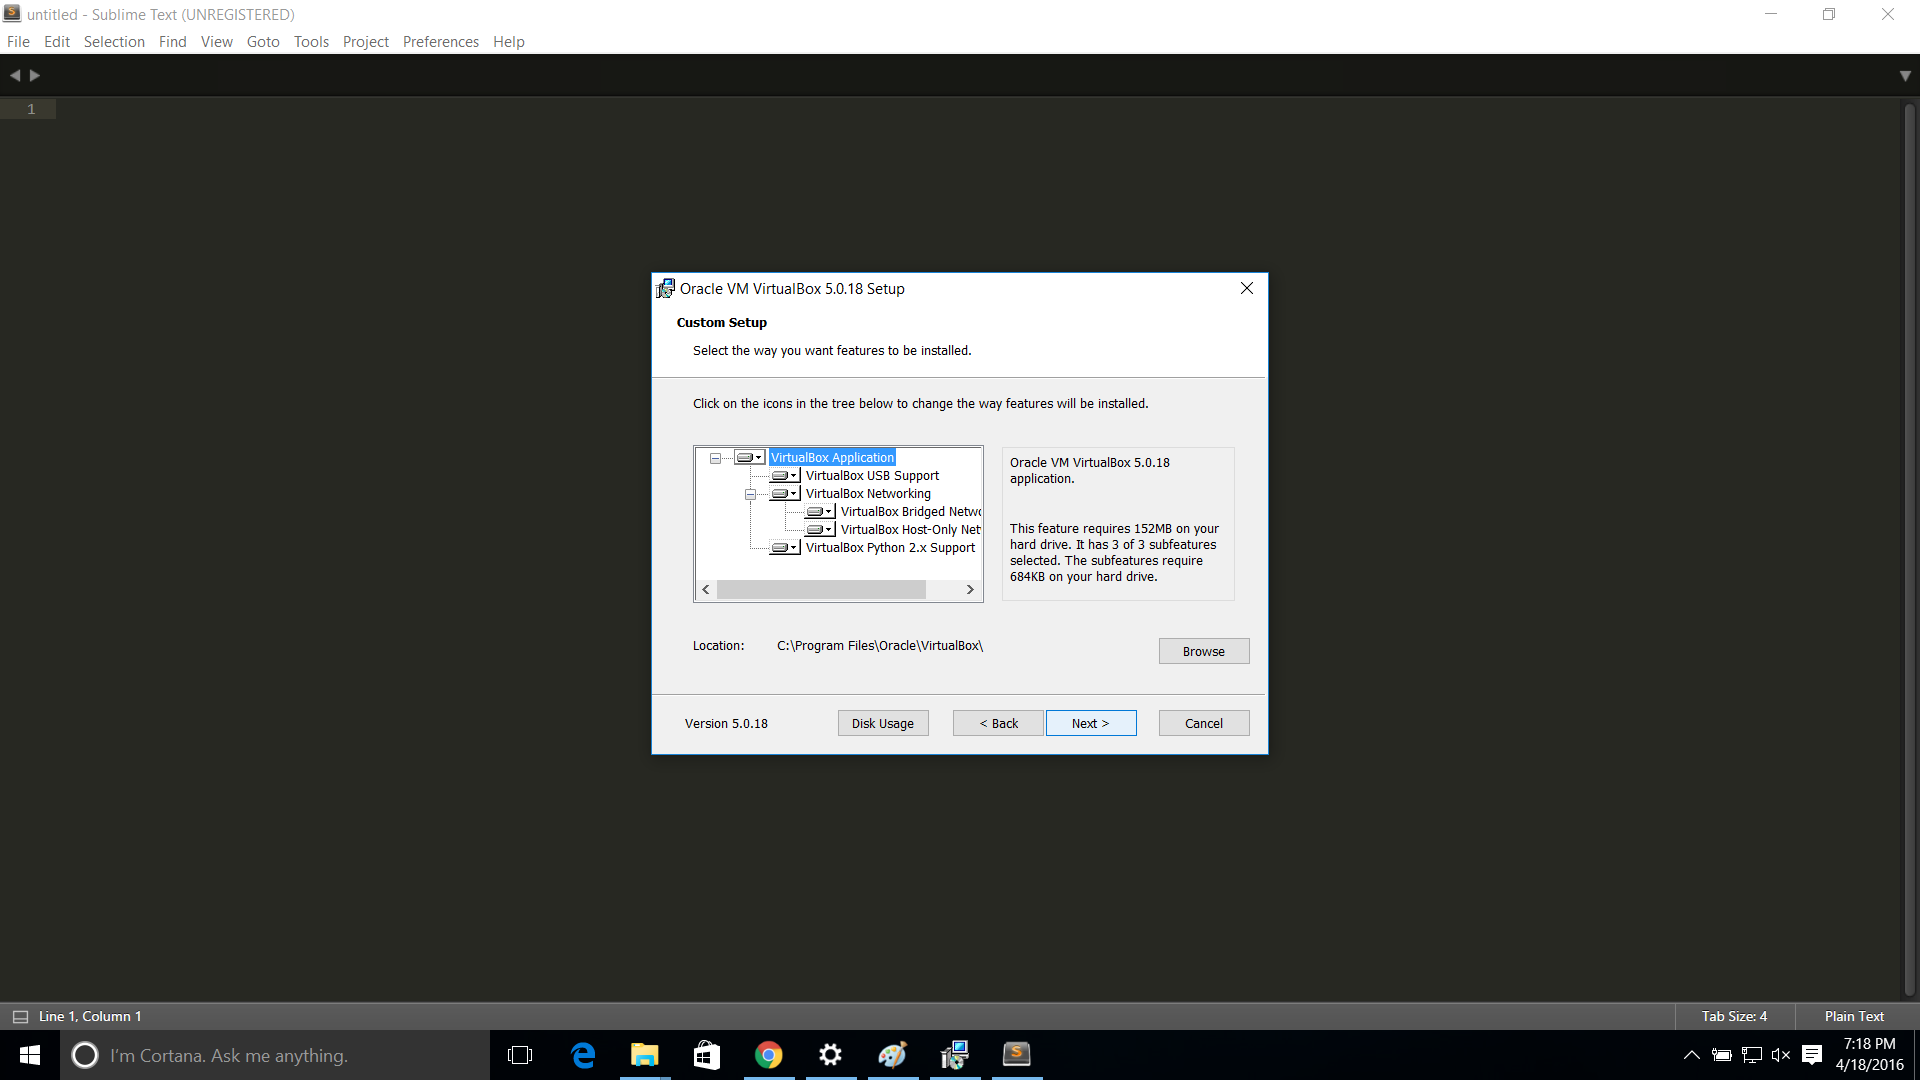 untitled - Sublime Text (UNREGISTERED)
File Edit Selection Find View Goto Tools Project Preferences Help
1
Oracle VM VirtualBox 5.0.18 Setup
Custom Setup
Select the way you want features to be installed.
Click on the icons in the tree below to change the way features will be installed.
VirtualBox Application
VirtualBox USB Support
VirtualBox Networking
VirtualBox Bridged Netwo
VirtualBox Host-Only Net
VirtualBox Python 2.x Support
Oracle VM VirtualBox 5.0.18
application.
This feature requires 152MB on your
hard drive. It has 3 of 3 subfeatures
selected. The subfeatures require
684KB on your hard drive.
Location: C:\Program Files\Oracle\VirtualBox\
Browse
Version 5.0.18 Disk Usage < Back Next > Cancel
Line 1, Column 1 Tab Size: 4 Plain Text
I'm Cortana. Ask me anything.
7:18 PM
4/18/2016